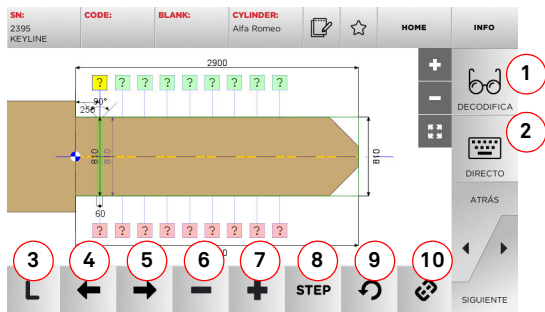 SN:
2395
KEYLINE
CODE:
BLANK:
CYLINDER:
Alfa Romeo
HOME
INFO
2900
? ? ? ? ? ? ? ? ?
90°
250
810
810
810
60
? ? ? ? ? ? ? ? ?
+
−
DECODIFICA
1
DIRECTO
2
ATRÁS
SIGUIENTE
3
4
5
6
7
8
9
10
L
STEP